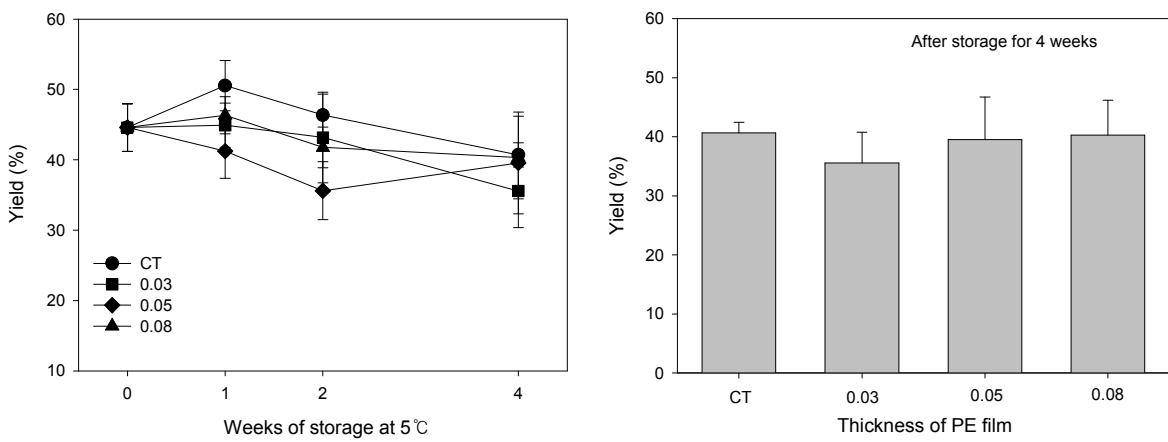 60
50
40
30
20
10
Yield (%)
CT
0.03
0.05
0.08
0 1 2 4
Weeks of storage at 5℃
60
50
40
30
20
10
0
Yield (%)
After storage for 4 weeks
CT 0.03 0.05 0.08
Thickness of PE film